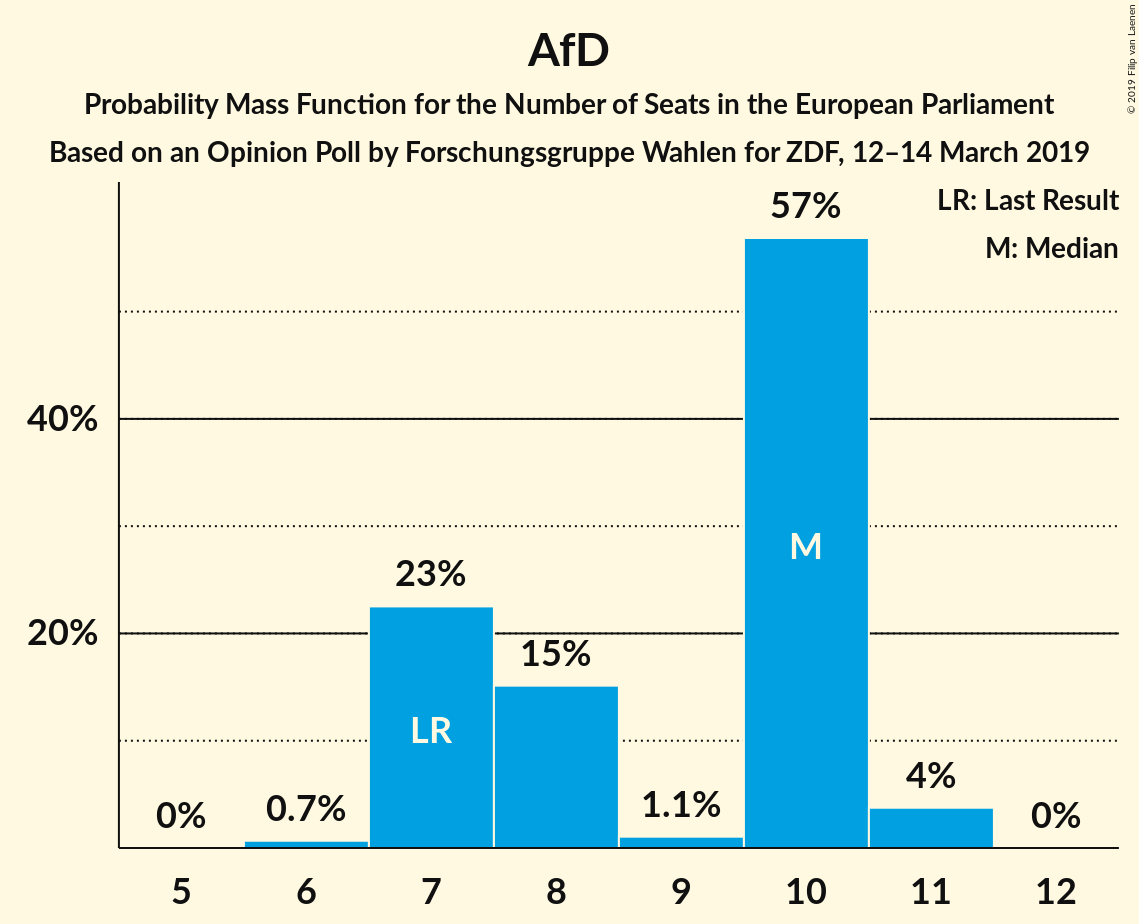 AfD
Probability Mass Function for the Number of Seats in the European Parliament
Based on an Opinion Poll by Forschungsgruppe Wahlen for ZDF, 12–14 March 2019
© 2019 Filip van Laenen
LR: Last Result
M: Median
57%
40%
M
23%
20%
15%
LR
4%
0%
0.7%
1.1%
0%
5 6 7 8 9 10 11 12